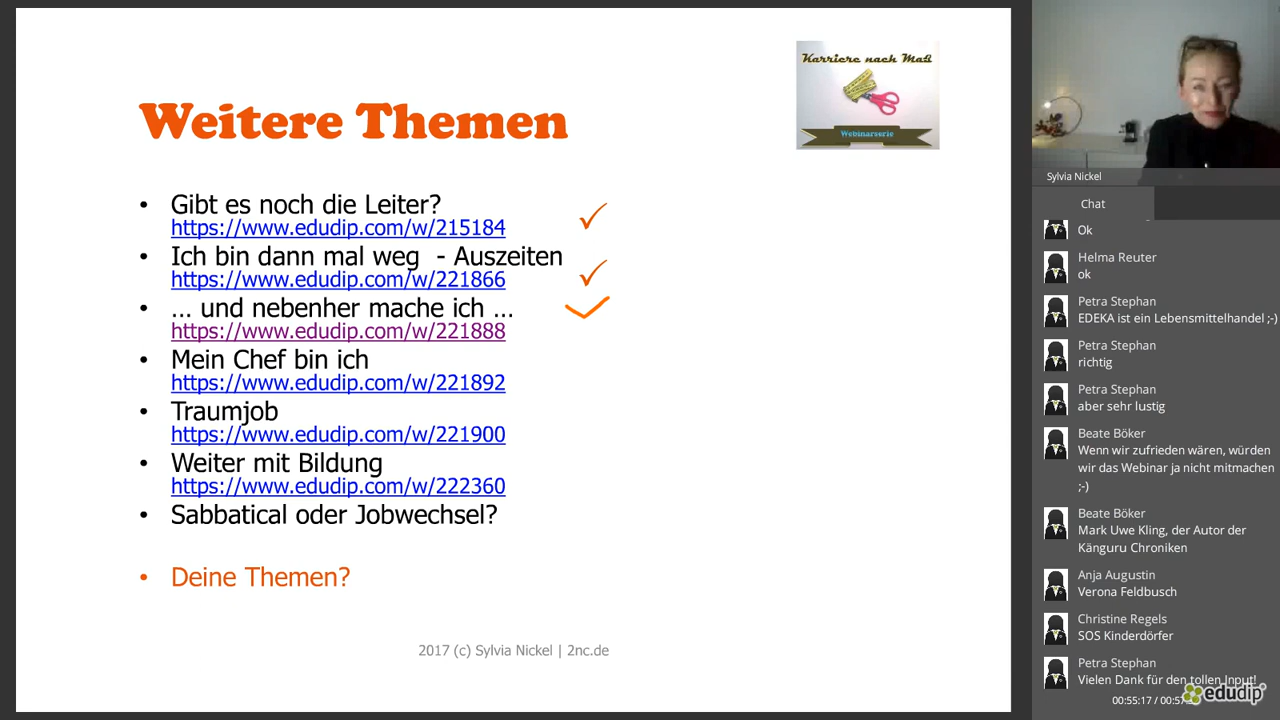 Karriere nach Maß
Webinarserie
Weitere Themen
• Gibt es noch die Leiter?
https://www.edudip.com/w/215184
• Ich bin dann mal weg - Auszeiten
https://www.edudip.com/w/221866
• ... und nebenher mache ich ...
https://www.edudip.com/w/221888
• Mein Chef bin ich
https://www.edudip.com/w/221892
• Traumjob
https://www.edudip.com/w/221900
• Weiter mit Bildung
https://www.edudip.com/w/222360
• Sabbatical oder Jobwechsel?
• Deine Themen?
2017 (c) Sylvia Nickel | 2nc.de
Sylvia Nickel
Chat
Ok
Helma Reuter
ok
Petra Stephan
EDEKA ist ein Lebensmittelhandel ;-)
Petra Stephan
richtig
Petra Stephan
aber sehr lustig
Beate Böker
Wenn wir zufrieden wären, würden
wir das Webinar ja nicht mitmachen
;-)
Beate Böker
Mark Uwe Kling, der Autor der
Känguru Chroniken
Anja Augustin
Verona Feldbusch
Christine Regels
SOS Kinderdörfer
Petra Stephan
Vielen Dank für den tollen Input!
00:55:17 /
edudip